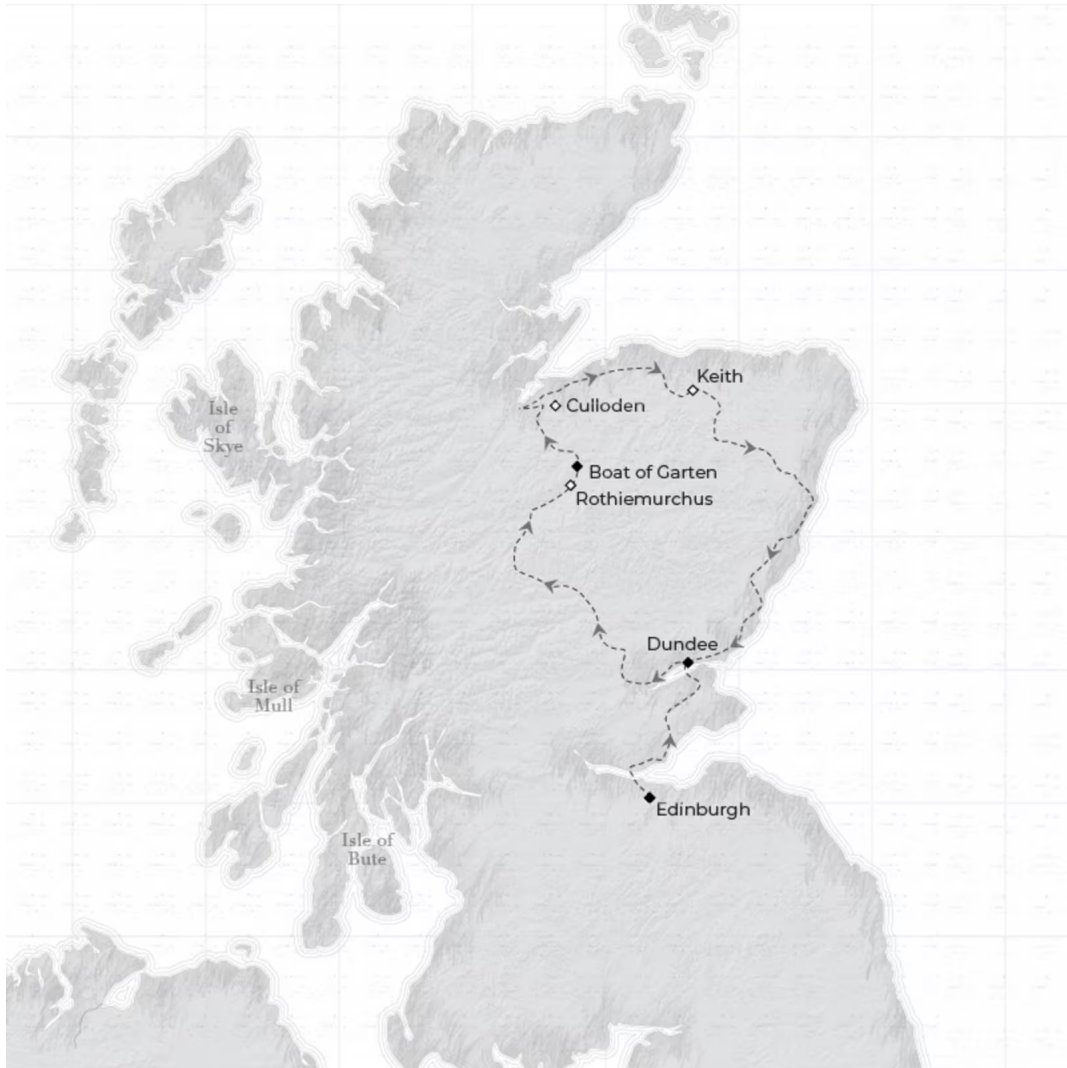 Keith
Culloden
Isle
of
Skye
Boat of Garten
Rothiemurchus
Dundee
Isle of
Mull
Edinburgh
Isle of
Bute